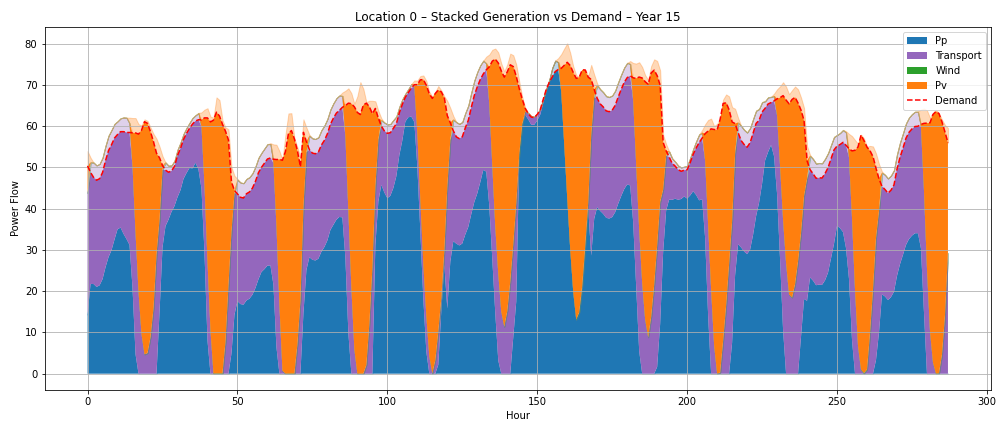 Location 0 – Stacked Generation vs Demand – Year 15
Power Flow
80
70
60
50
40
30
20
10
0
0 50 100 150 200 250 300
Hour
Pp
Transport
Wind
Pv
Demand